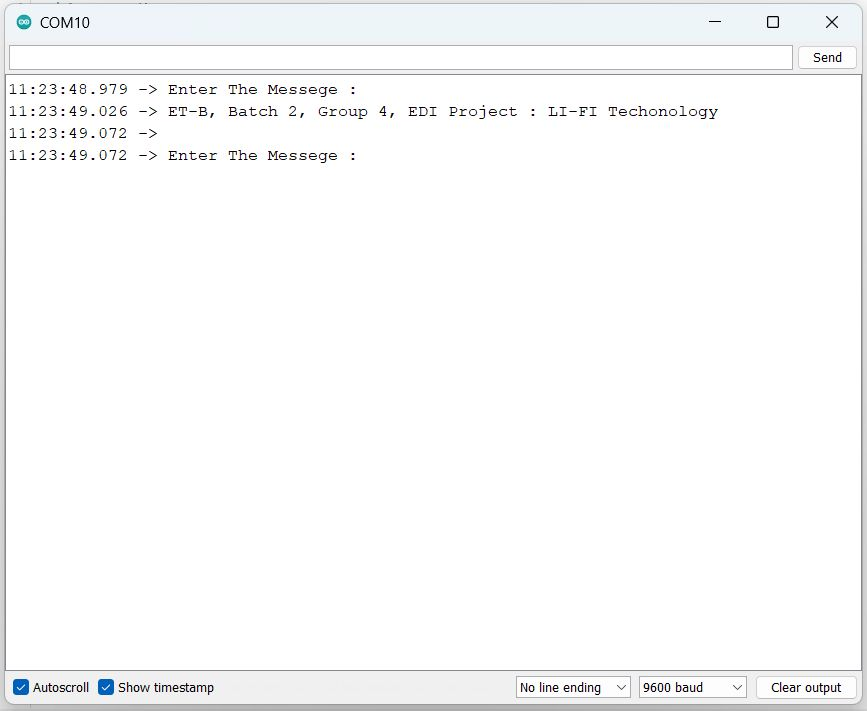 COM10
Send
11:23:48.979 -> Enter The Messege :
11:23:49.026 -> ET-B, Batch 2, Group 4, EDI Project : LI-FI Techonology
11:23:49.072 ->
11:23:49.072 -> Enter The Messege :
Autoscroll Show timestamp No line ending 9600 baud Clear output